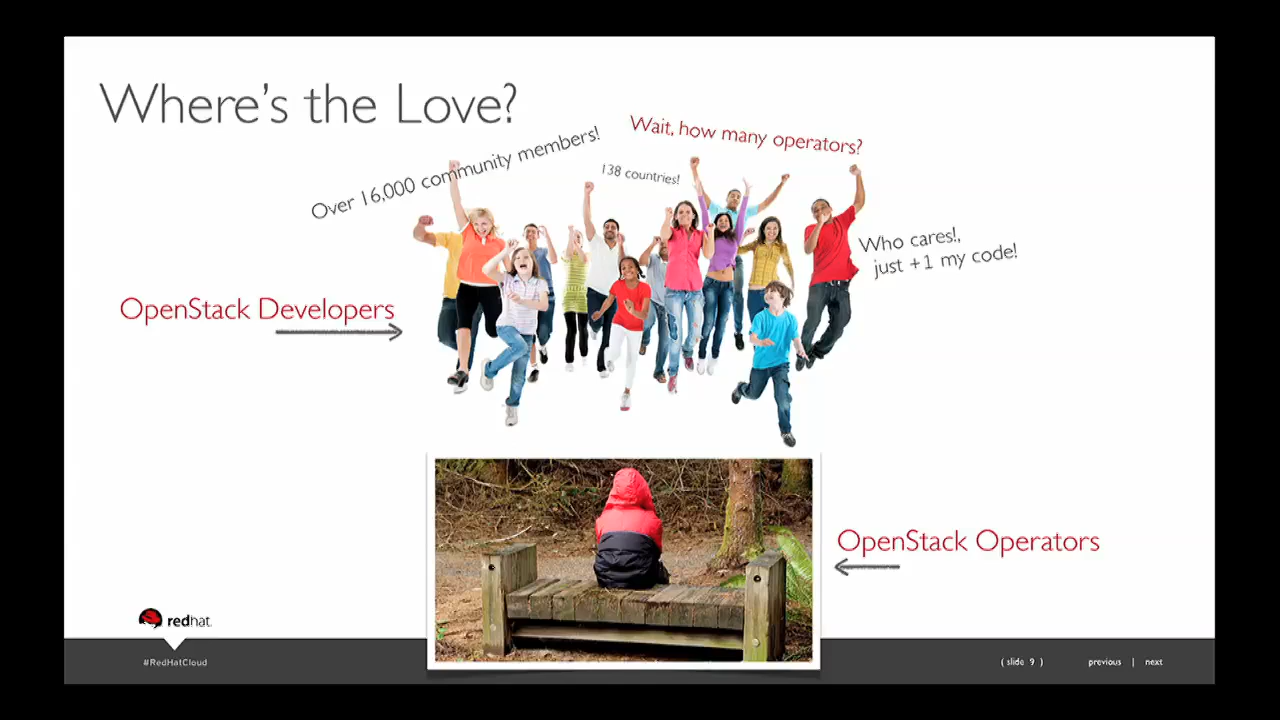 Where's the Love?
Over 16,000 community members!
Wait, how many operators?
138 countries!
Who cares!,
just +1 my code!
OpenStack Developers
OpenStack Operators
redhat.
#RedHatCloud
( slide 9 )
previous | next